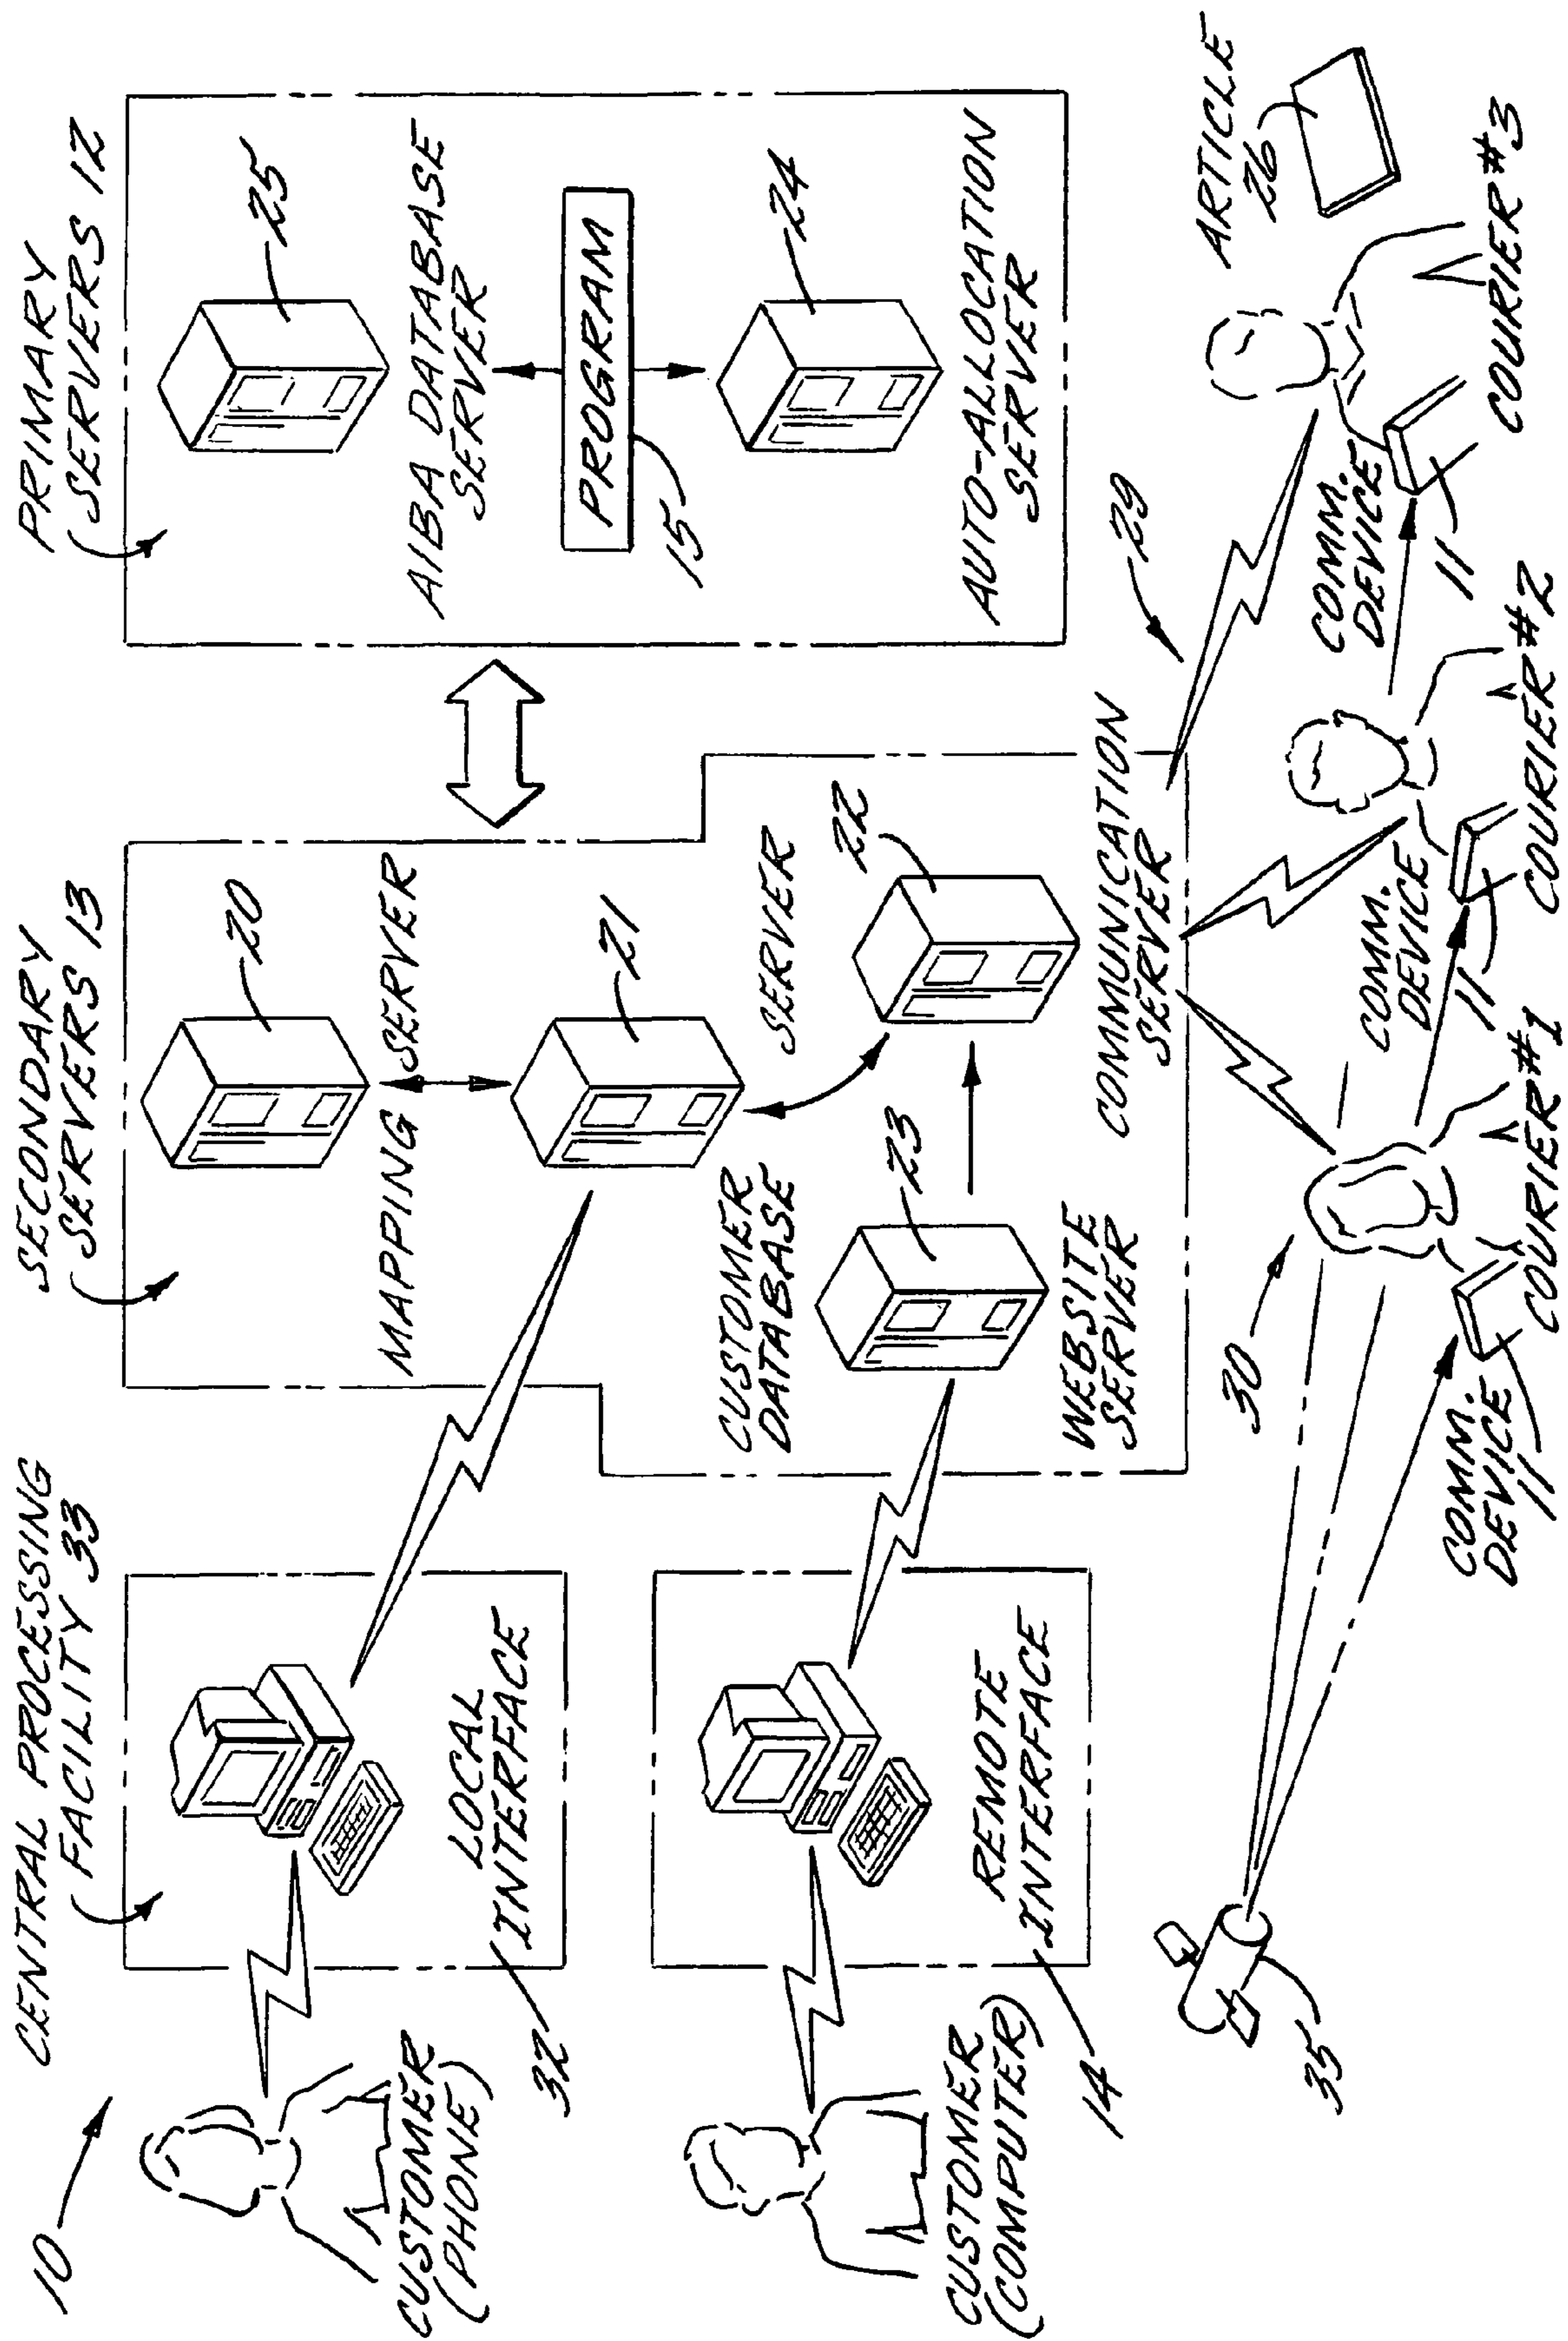 10
CENTRAL PROCESSING
FACILITY 33
SECONDARY
SERVERS 13
PRIMARY
SERVERS 12
CUSTOMER
(PHONE)
32
LOCAL
INTERFACE
20
MAPPING SERVER
21
CUSTOMER
DATABASE
SERVER
25
AIBA DATABASE
SERVER
PROGRAM
15
24
AUTO-ALLOCATION
SERVER
CUSTOMER
(COMPUTER)
14
REMOTE
INTERFACE
23
WEBSITE
SERVER
22
COMMUNICATION
SERVER
29
35
30
COMM.
DEVICE
11
COURIER #1
COMM.
DEVICE
11
COURIER #2
COMM.
DEVICE
11
COURIER #3
ARTICLE
26